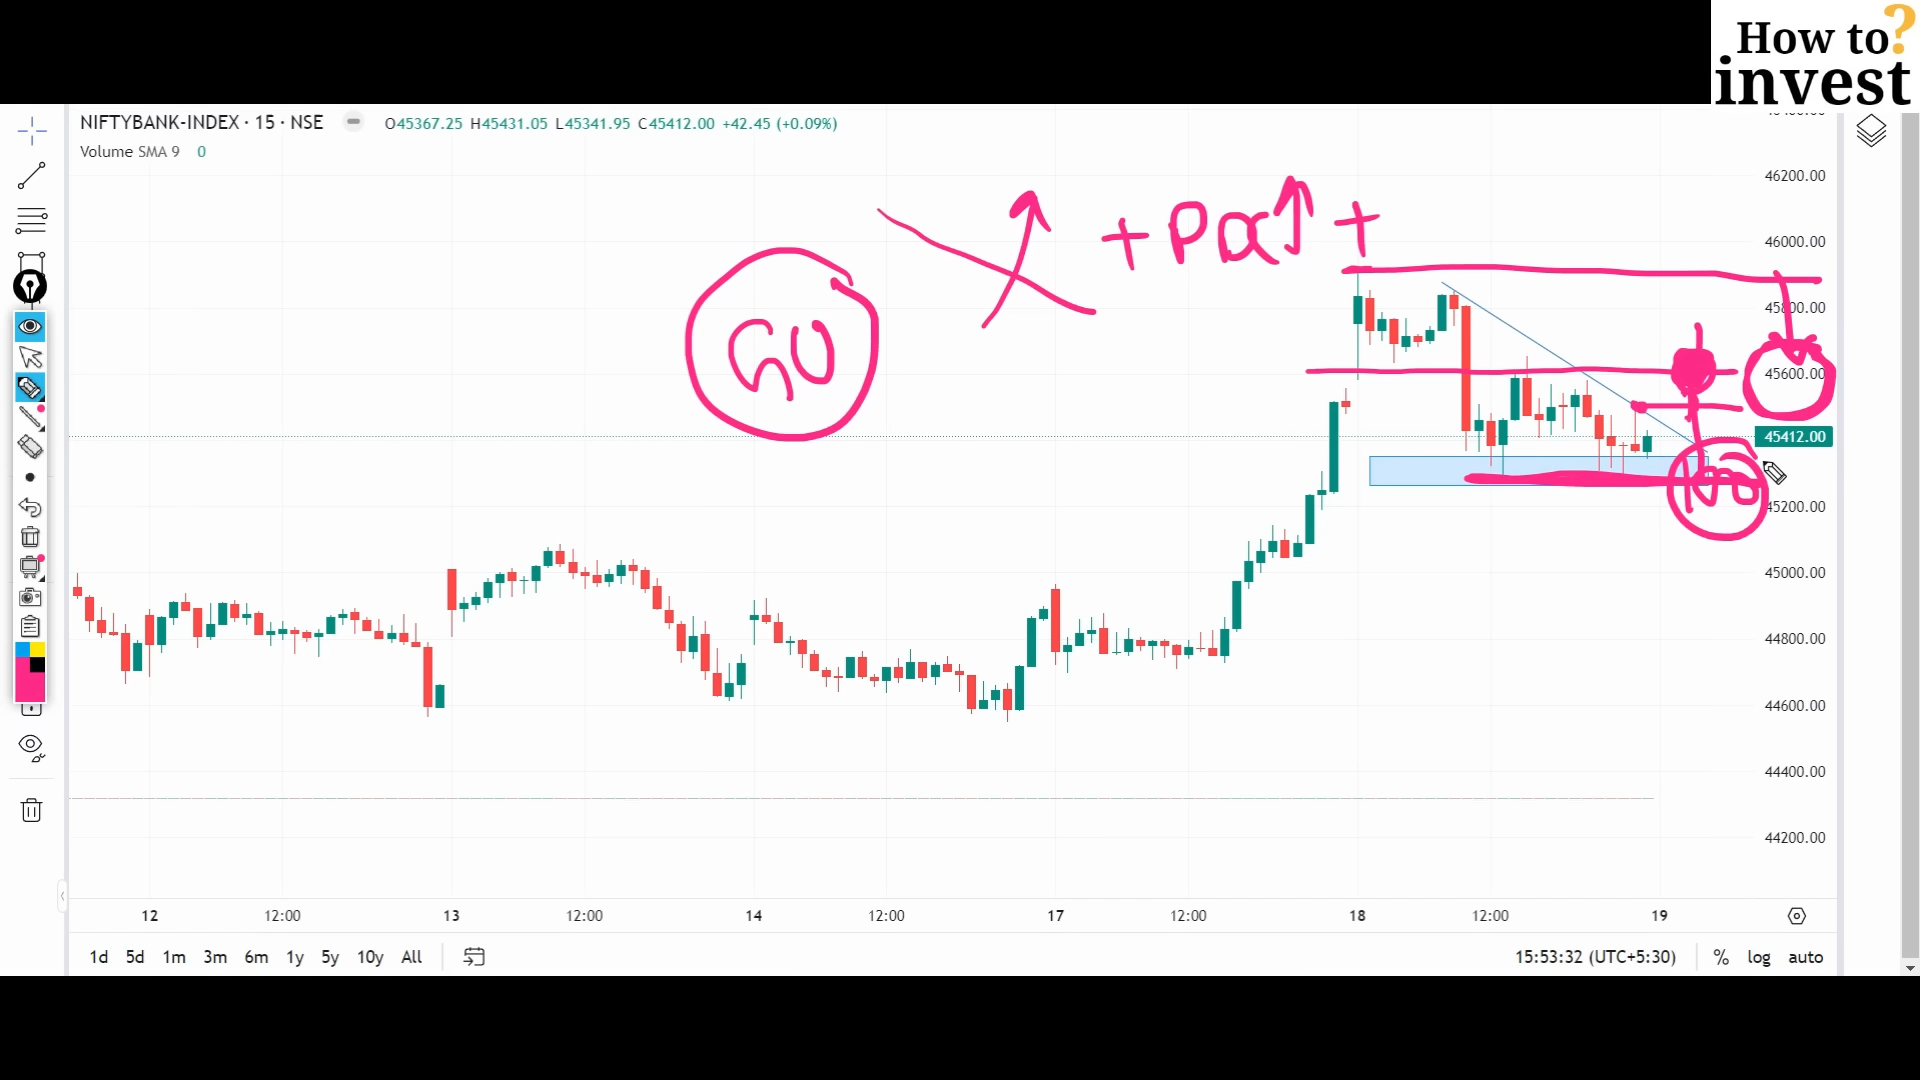 How to?
invest
NIFTYBANK-INDEX · 15 · NSE O45367.25 H45431.05 L45341.95 C45412.00 +42.45 (+0.09%)
Volume SMA 9 0
46200.00
46000.00
45800.00
45600.00
45412.00
45200.00
45000.00
44800.00
44600.00
44400.00
44200.00
+ +
12 12:00 13 12:00 14 12:00 17 12:00 18 12:00 19
1d 5d 1m 3m 6m 1y 5y 10y All 15:53:32 (UTC+5:30) % log auto